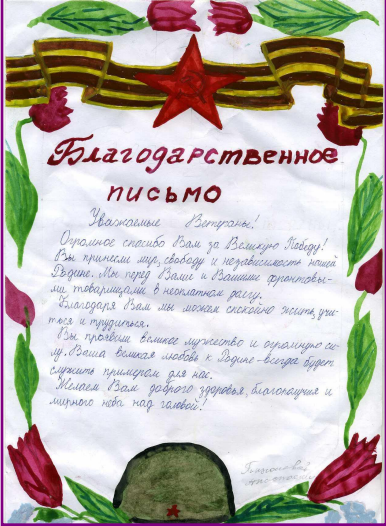 Благодарственное
письмо
Уважаемые Ветераны!
Огромное спасибо Вам за Великую Победу!
Вы принесли мир, свободу и независимость нашей
Родине. Мы перед Вами и Вашими фронтовы-
ми товарищами в неоплатном долгу.
Благодаря Вам мы можем спокойно жить, учи-
ться и трудиться.
Вы проявили великое мужество и огромную си-
лу. Ваша великая любовь к Родине - всегда будет
служить примером для нас.
Желаем Вам доброго здоровья, благополучия и
мирного неба над головой!